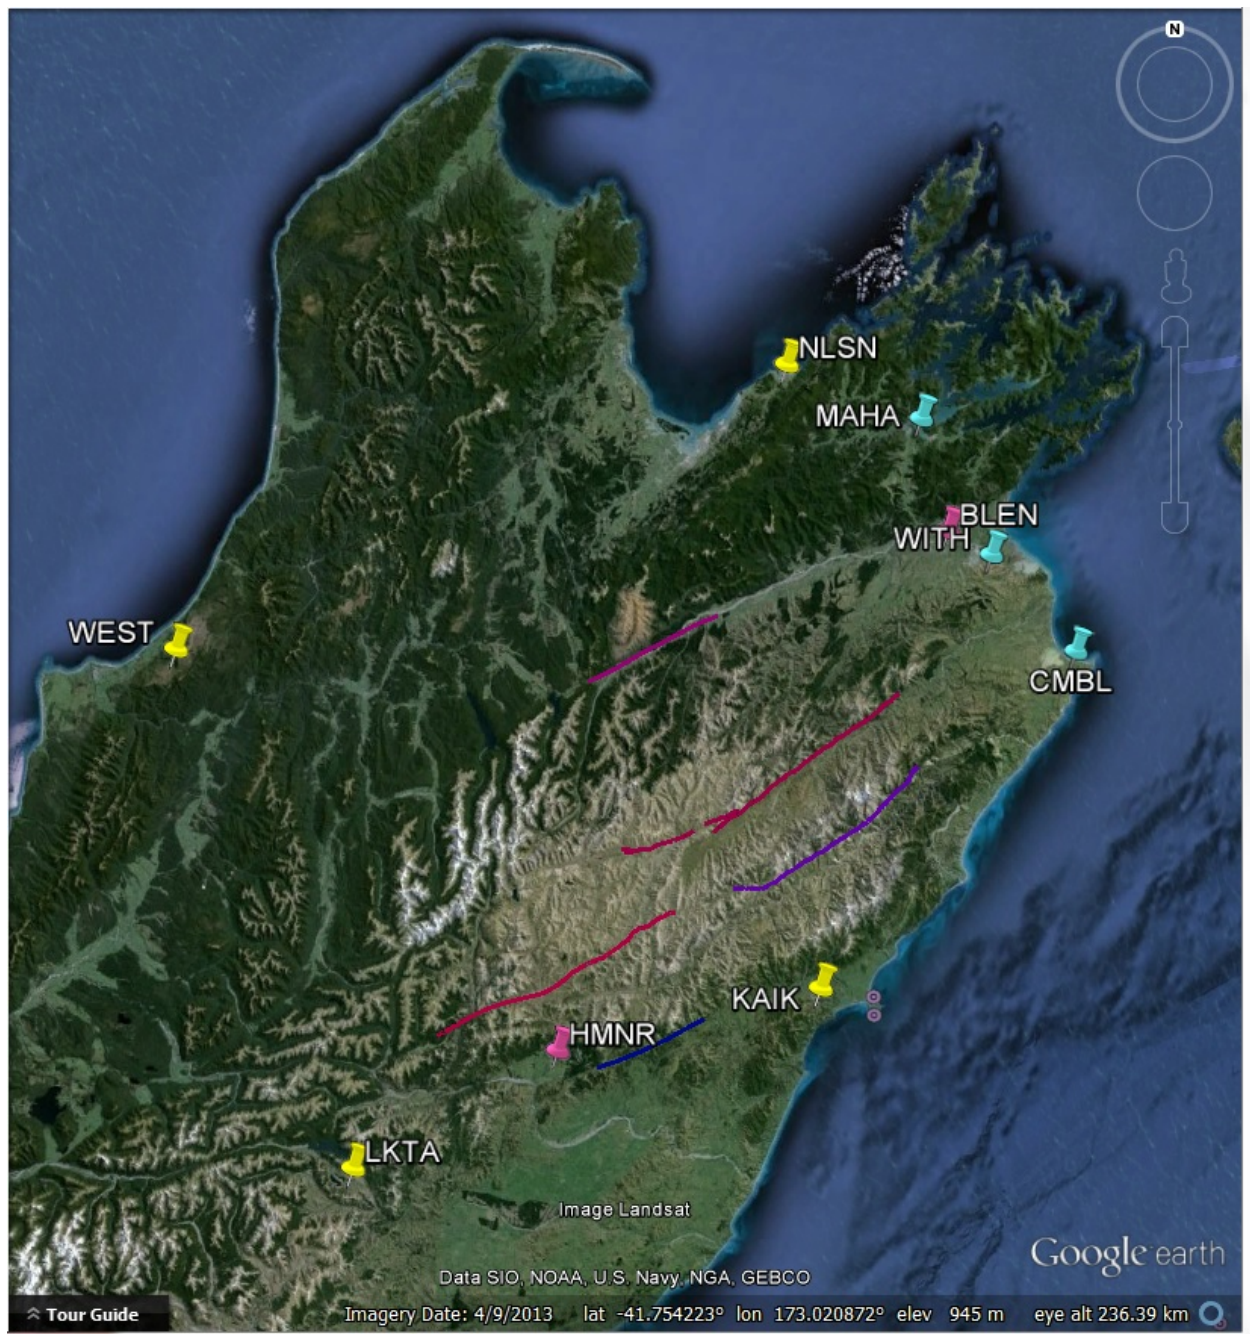 N
NLSN
MAHA
BLEN
WITH
WEST
CMBL
KAIK
HMNR
LKTA
Image Landsat
Google earth
Data SIO, NOAA, U.S. Navy, NGA, GEBCO
Tour Guide
Imagery Date: 4/9/2013 lat -41.754223° lon 173.020872° elev 945 m eye alt 236.39 km